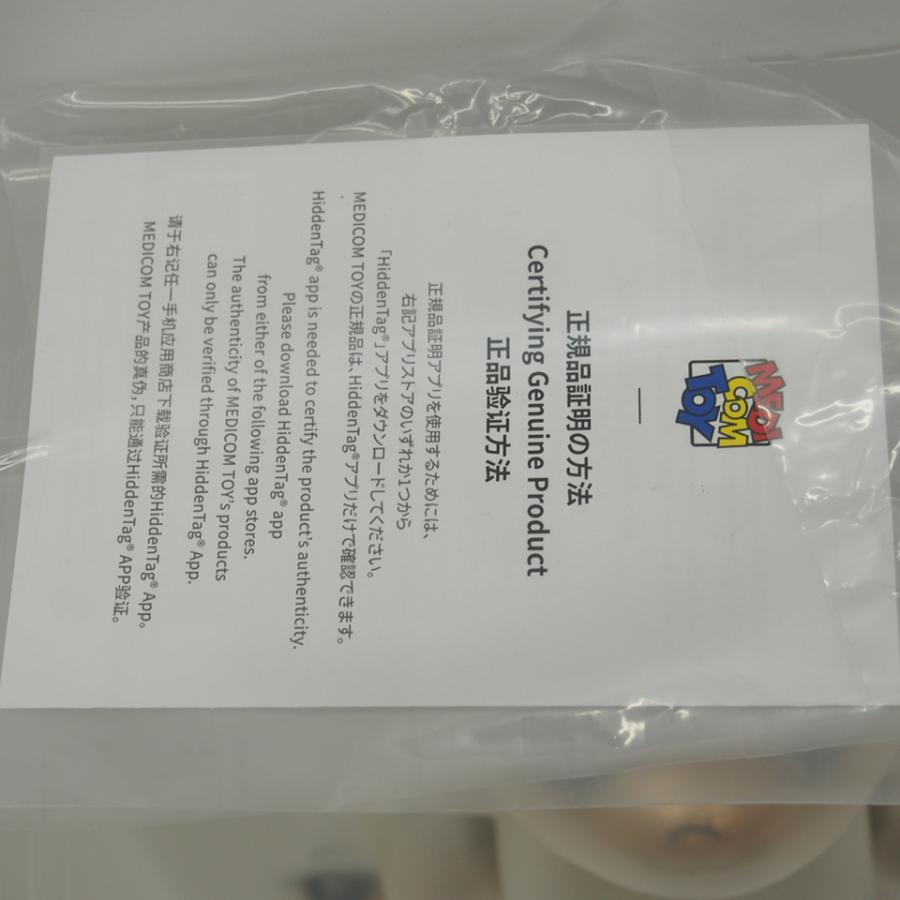 MEDI
COM
TOY
正規品証明の方法
Certifying Genuine Product
正品验证方法
正規品証明アプリを使用するためには、
右記アプリストアのいずれか1つから
「HiddenTag®」アプリをダウンロードしてください。
MEDICOM TOYの正規品は、HiddenTag®アプリだけで確認できます。
HiddenTag® app is needed to certify the product's authenticity.
Please download HiddenTag® app
from either of the following app stores.
The authenticity of MEDICOM TOY's products
can only be verified through HiddenTag® App.
请于右记任一手机应用商店下载验证所需的HiddenTag® App。
MEDICOM TOY产品的真伪，只能通过HiddenTag® APP验证。